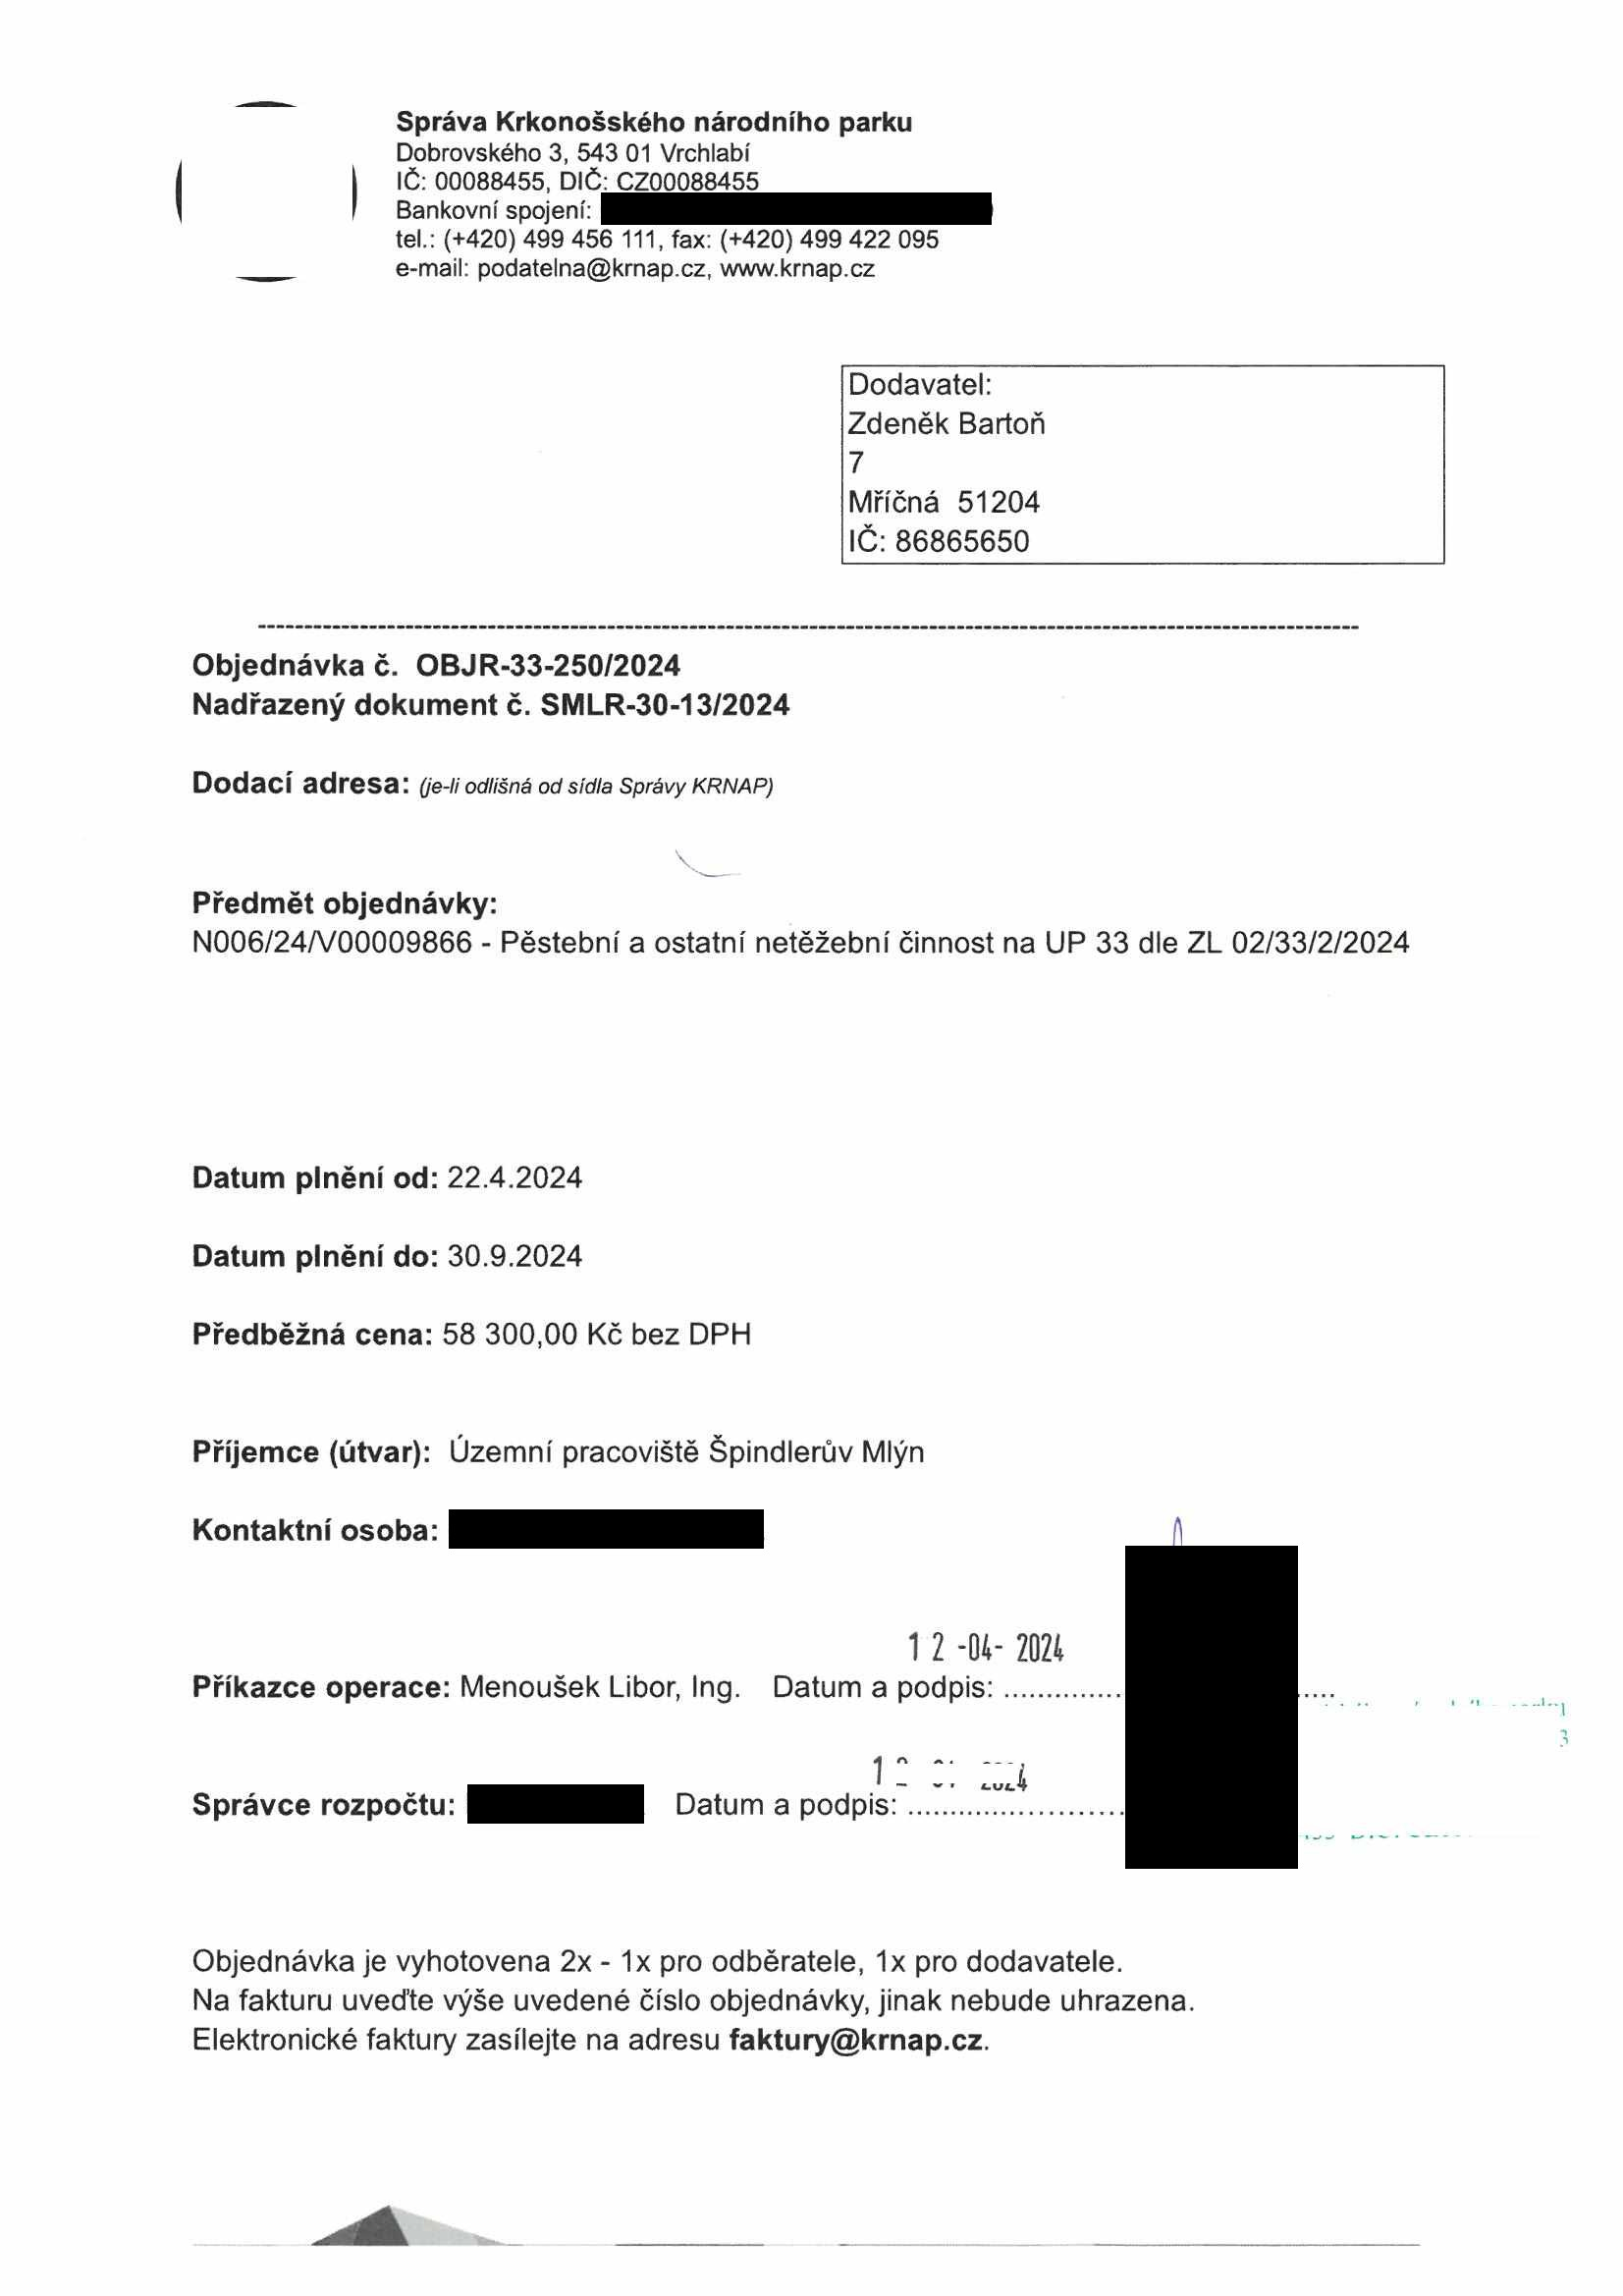 Správa Krkonošského národního parku
Dobrovského 3, 543 01 Vrchlabí
IČ: 00088455, DIČ: CZ00088455
Bankovní spojení:
tel.: (+420) 499 456 111, fax: (+420) 499 422 095
e-mail: podatelna@krnap.cz, www.krnap.cz
Dodavatel:
Zdeněk Bartoň
7
Mříčná 51204
IČ: 86865650
Objednávka č. OBJR-33-250/2024
Nadřazený dokument č. SMLR-30-13/2024
Dodací adresa: (je-li odlišná od sídla Správy KRNAP)
Předmět objednávky:
N006/24/V00009866 - Pěstební a ostatní netěžební činnost na UP 33 dle ZL 02/33/2/2024
Datum plnění od: 22.4.2024
Datum plnění do: 30.9.2024
Předběžná cena: 58 300,00 Kč bez DPH
Příjemce (útvar): Územní pracoviště Špindlerův Mlýn
Kontaktní osoba:
12 -04- 2024
Příkazce operace: Menoušek Libor, Ing. Datum a podpis: ..................
Správce rozpočtu: Datum a podpis: ........................
Objednávka je vyhotovena 2x - 1x pro odběratele, 1x pro dodavatele.
Na fakturu uveďte výše uvedené číslo objednávky, jinak nebude uhrazena.
Elektronické faktury zasílejte na adresu faktury@krnap.cz.